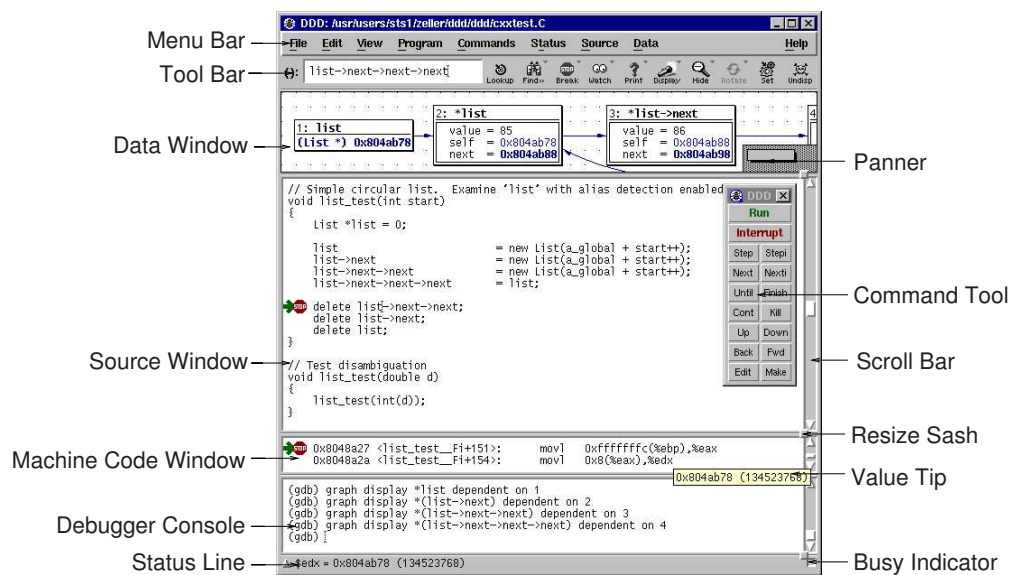 DDD: /usr/users/sts1/zeller/ddd/ddd/cxxtest.C
Menu Bar
File Edit View Program Commands Status Source Data Help
Tool Bar
(): list->next->next->next
Lookup Find>> Break Watch Print Display Hide Rotate Set Undisp
Data Window
1: list
(List *) 0x804ab78
2: *list
value = 85
self = 0x804ab78
next = 0x804ab88
3: *list->next
value = 86
self = 0x804ab88
next = 0x804ab98
4
Panner
// Simple circular list. Examine ‘list’ with alias detection enabled
void list_test(int start)
{
List *list = 0;
list = new List(a_global + start++);
list->next = new List(a_global + start++);
list->next->next = new List(a_global + start++);
list->next->next->next = list;
STOP delete list->next->next;
delete list->next;
delete list;
}
Source Window
// Test disambiguation
void list_test(double d)
{
list_test(int(d));
}
DDD
Run
Interrupt
Step Stepi
Next Nexti
Until Finish
Cont Kill
Up Down
Back Fwd
Edit Make
Command Tool
Scroll Bar
Resize Sash
Machine Code Window
STOP 0x8048a27 <list_test__Fi+151>: movl 0xfffffffc(%ebp),%eax
0x8048a2a <list_test__Fi+154>: movl 0x8(%eax),%edx
0x804ab78 (134523768)
Value Tip
Debugger Console
(gdb) graph display *list dependent on 1
(gdb) graph display *(list->next) dependent on 2
(gdb) graph display *(list->next->next) dependent on 3
(gdb) graph display *(list->next->next->next) dependent on 4
(gdb)
Status Line
$edx = 0x804ab78 (134523768)
Busy Indicator